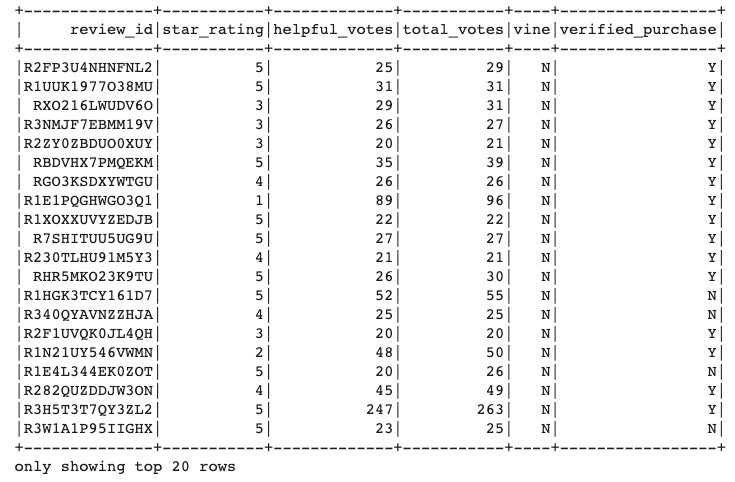 +--------------+-----------+-------------+-----------+----+-----------------+
|     review_id|star_rating|helpful_votes|total_votes|vine|verified_purchase|
+--------------+-----------+-------------+-----------+----+-----------------+
|R2FP3U4NHNFNL2|          5|           25|         29|   N|                Y|
|R1UUK1977O38MU|          5|           31|         31|   N|                Y|
| RXO216LWUDV6O|          3|           29|         31|   N|                Y|
|R3NMJF7EBMM19V|          3|           26|         27|   N|                Y|
|R2ZY0ZBDUO0XUY|          3|           20|         21|   N|                Y|
| RBDVHX7PMQEKM|          5|           35|         39|   N|                Y|
| RGO3KSDXYWTGU|          4|           26|         26|   N|                Y|
|R1E1PQGHWGO3Q1|          1|           89|         96|   N|                Y|
|R1XOXXUVYZEDJB|          5|           22|         22|   N|                Y|
| R7SHITUU5UG9U|          5|           27|         27|   N|                Y|
|R230TLHU91M5Y3|          4|           21|         21|   N|                Y|
| RHR5MKO23K9TU|          5|           26|         30|   N|                Y|
|R1HGK3TCY161D7|          5|           52|         55|   N|                N|
|R340QYAVNZZHJA|          4|           25|         25|   N|                N|
|R2F1UVQK0JL4QH|          3|           20|         20|   N|                Y|
|R1N21UY546VWMN|          2|           48|         50|   N|                Y|
|R1E4L344EK0ZOT|          5|           20|         26|   N|                N|
|R282QUZDDJW3ON|          4|           45|         49|   N|                Y|
|R3H5T3T7QY3ZL2|          5|          247|        263|   N|                Y|
|R3W1A1P95IIGHX|          5|           23|         25|   N|                N|
+--------------+-----------+-------------+-----------+----+-----------------+
only showing top 20 rows